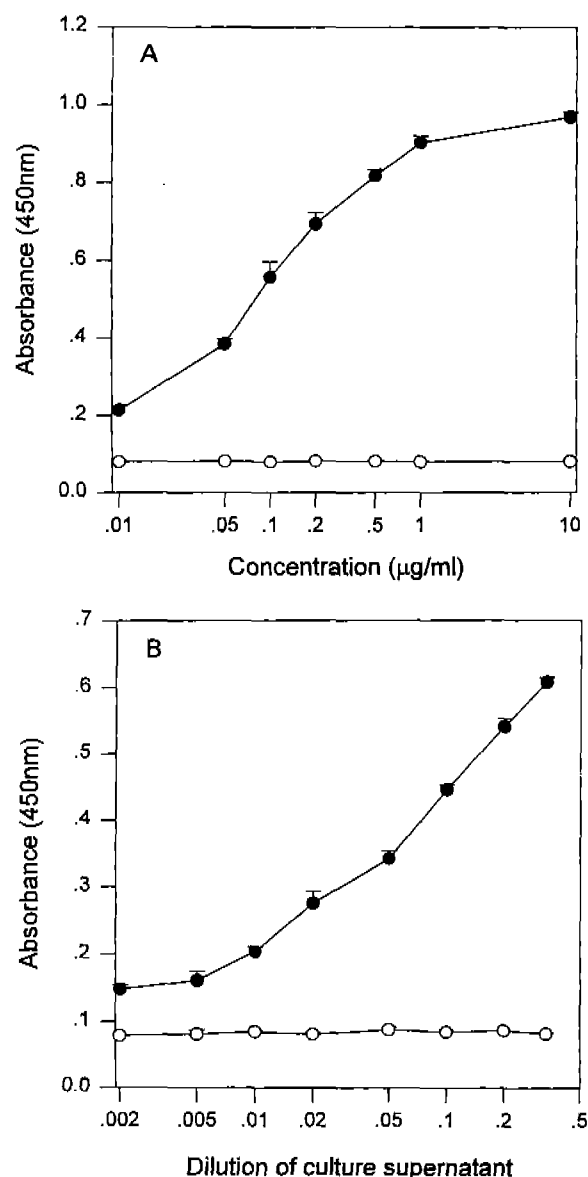 A
1.2
1.0
.8
.6
.4
.2
0.0
Absorbance (450nm)
.01 .05 .1 .2 .5 1 10
Concentration (µg/ml)
B
.7
.6
.5
.4
.3
.2
.1
0.0
Absorbance (450nm)
.002 .005 .01 .02 .05 .1 .2 .5
Dilution of culture supernatant